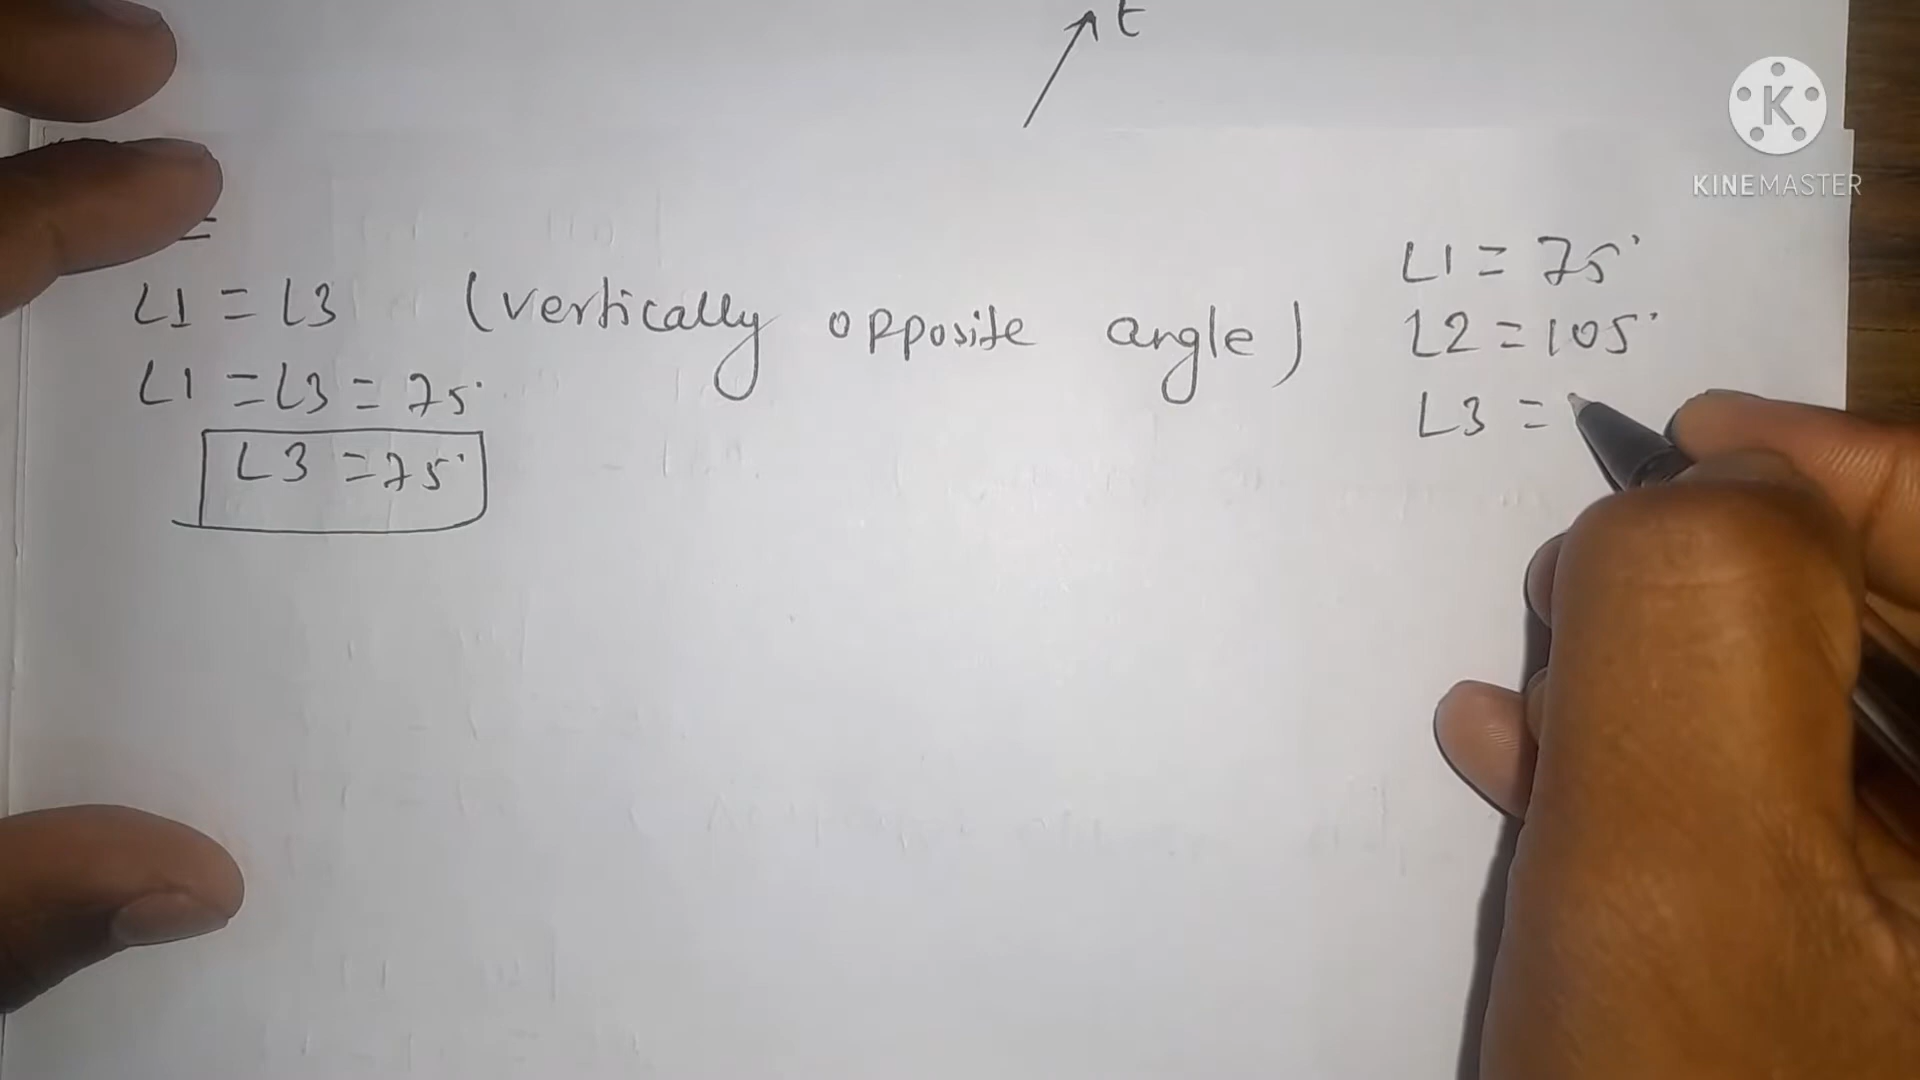 t
K
KINEMASTER
=
∠1 = ∠3 (vertically opposite angle)
∠1 = ∠3 = 75°
∠3 = 75°
∠1 = 75°
∠2 = 105°
∠3 =